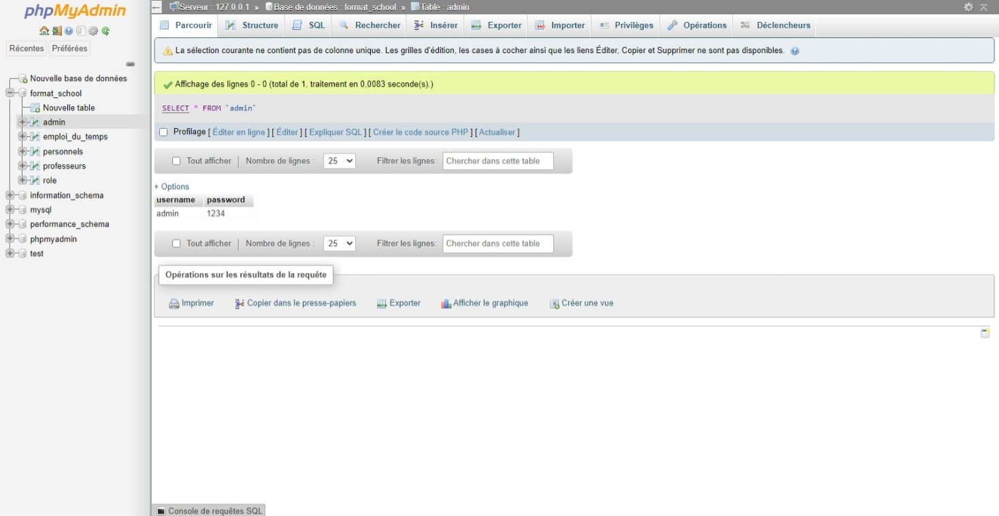 phpMyAdmin
Récentes Préférées
Nouvelle base de données
format_school
Nouvelle table
admin
emploi_du_temps
personnels
professeurs
role
information_schema
mysql
performance_schema
phpmyadmin
test
Serveur : 127.0.0.1 » Base de données : format_school » Table : admin
Parcourir Structure SQL Rechercher Insérer Exporter Importer Privilèges Opérations Déclencheurs
La sélection courante ne contient pas de colonne unique. Les grilles d'édition, les cases à cocher ainsi que les liens Éditer, Copier et Supprimer ne sont pas disponibles.
Affichage des lignes 0 - 0 (total de 1, traitement en 0,0083 seconde(s).)
SELECT * FROM `admin`
Profilage [ Éditer en ligne ] [ Éditer ] [ Expliquer SQL ] [ Créer le code source PHP ] [ Actualiser ]
Tout afficher | Nombre de lignes : 25 Filtrer les lignes: Chercher dans cette table
+ Options
username password
admin 1234
Tout afficher | Nombre de lignes : 25 Filtrer les lignes: Chercher dans cette table
Opérations sur les résultats de la requête
Imprimer Copier dans le presse-papiers Exporter Afficher le graphique Créer une vue
Console de requêtes SQL